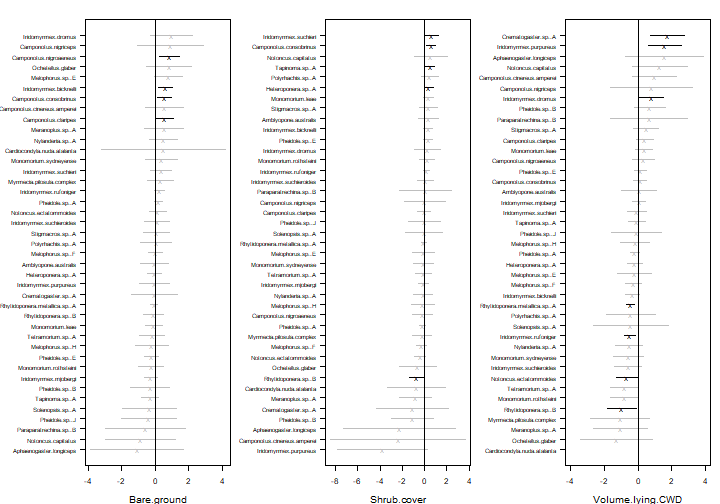 Iridomyrmex.dromus
Camponotus.nigriceps
Camponotus.nigroaeneus
Ochetellus.glaber
Melophorus.sp...E
Iridomyrmex.bicknelli
Camponotus.consobrinus
Camponotus.cinereus.amperei
Camponotus.claripes
Meranoplus.sp...A
Nylanderia.sp...A
Cardiocondyla.nuda.atalanta
Monomorium.sydneyense
Iridomyrmex.suchieri
Myrmecia.pilosula.complex
Iridomyrmex.rufoniger
Pheidole.sp...A
Notoncus.ectatommoides
Iridomyrmex.suchieroides
Stigmacros.sp...A
Polyrhachis.sp...A
Melophorus.sp...F
Amblyopone.australis
Heteroponera.sp...A
Iridomyrmex.purpureus
Crematogaster.sp...A
Rhytidoponera.metallica.sp...A
Rhytidoponera.sp...B
Monomorium.leae
Tetramorium.sp...A
Melophorus.sp...H
Pheidole.sp...E
Monomorium.rothsteini
Iridomyrmex.mjobergi
Pheidole.sp...B
Tapinoma.sp...A
Solenopsis.sp...A
Pheidole.sp...J
Paraparatrechina.sp...B
Notoncus.capitatus
Aphaenogaster.longiceps
-4 -2 0 2 4
Bare.ground
Iridomyrmex.suchieri
Camponotus.consobrinus
Notoncus.capitatus
Tapinoma.sp...A
Polyrhachis.sp...A
Heteroponera.sp...A
Monomorium.leae
Stigmacros.sp...A
Amblyopone.australis
Iridomyrmex.bicknelli
Pheidole.sp...E
Iridomyrmex.dromus
Monomorium.rothsteini
Iridomyrmex.rufoniger
Iridomyrmex.suchieroides
Paraparatrechina.sp...B
Camponotus.nigriceps
Camponotus.claripes
Pheidole.sp...J
Solenopsis.sp...A
Rhytidoponera.metallica.sp...A
Pheidole.sp...A
Monomorium.sydneyense
Tetramorium.sp...A
Iridomyrmex.mjobergi
Nylanderia.sp...A
Melophorus.sp...H
Camponotus.nigroaeneus
Pheidole.sp...A
Myrmecia.pilosula.complex
Melophorus.sp...F
Notoncus.ectatommoides
Ochetellus.glaber
Rhytidoponera.sp...B
Cardiocondyla.nuda.atalanta
Meranoplus.sp...A
Crematogaster.sp...A
Pheidole.sp...B
Aphaenogaster.longiceps
Camponotus.cinereus.amperei
Iridomyrmex.purpureus
-8 -6 -4 -2 0 2 4
Shrub.cover
Crematogaster.sp...A
Iridomyrmex.purpureus
Aphaenogaster.longiceps
Notoncus.capitatus
Camponotus.cinereus.amperei
Camponotus.nigriceps
Iridomyrmex.dromus
Pheidole.sp...B
Paraparatrechina.sp...B
Stigmacros.sp...A
Camponotus.claripes
Monomorium.leae
Camponotus.nigroaeneus
Pheidole.sp...E
Camponotus.consobrinus
Amblyopone.australis
Iridomyrmex.mjobergi
Iridomyrmex.suchieri
Tapinoma.sp...A
Pheidole.sp...J
Melophorus.sp...H
Pheidole.sp...A
Heteroponera.sp...A
Melophorus.sp...E
Melophorus.sp...F
Iridomyrmex.bicknelli
Rhytidoponera.metallica.sp...A
Polyrhachis.sp...A
Solenopsis.sp...A
Iridomyrmex.rufoniger
Nylanderia.sp...A
Monomorium.sydneyense
Iridomyrmex.suchieroides
Notoncus.ectatommoides
Tetramorium.sp...A
Monomorium.rothsteini
Rhytidoponera.sp...B
Myrmecia.pilosula.complex
Meranoplus.sp...A
Ochetellus.glaber
Cardiocondyla.nuda.atalanta
-4 -2 0 2 4
Volume.lying.CWD